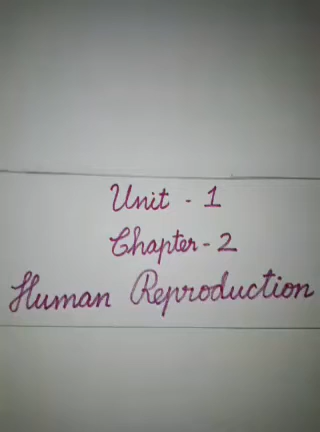 Unit - 1
Chapter - 2
Human Reproduction